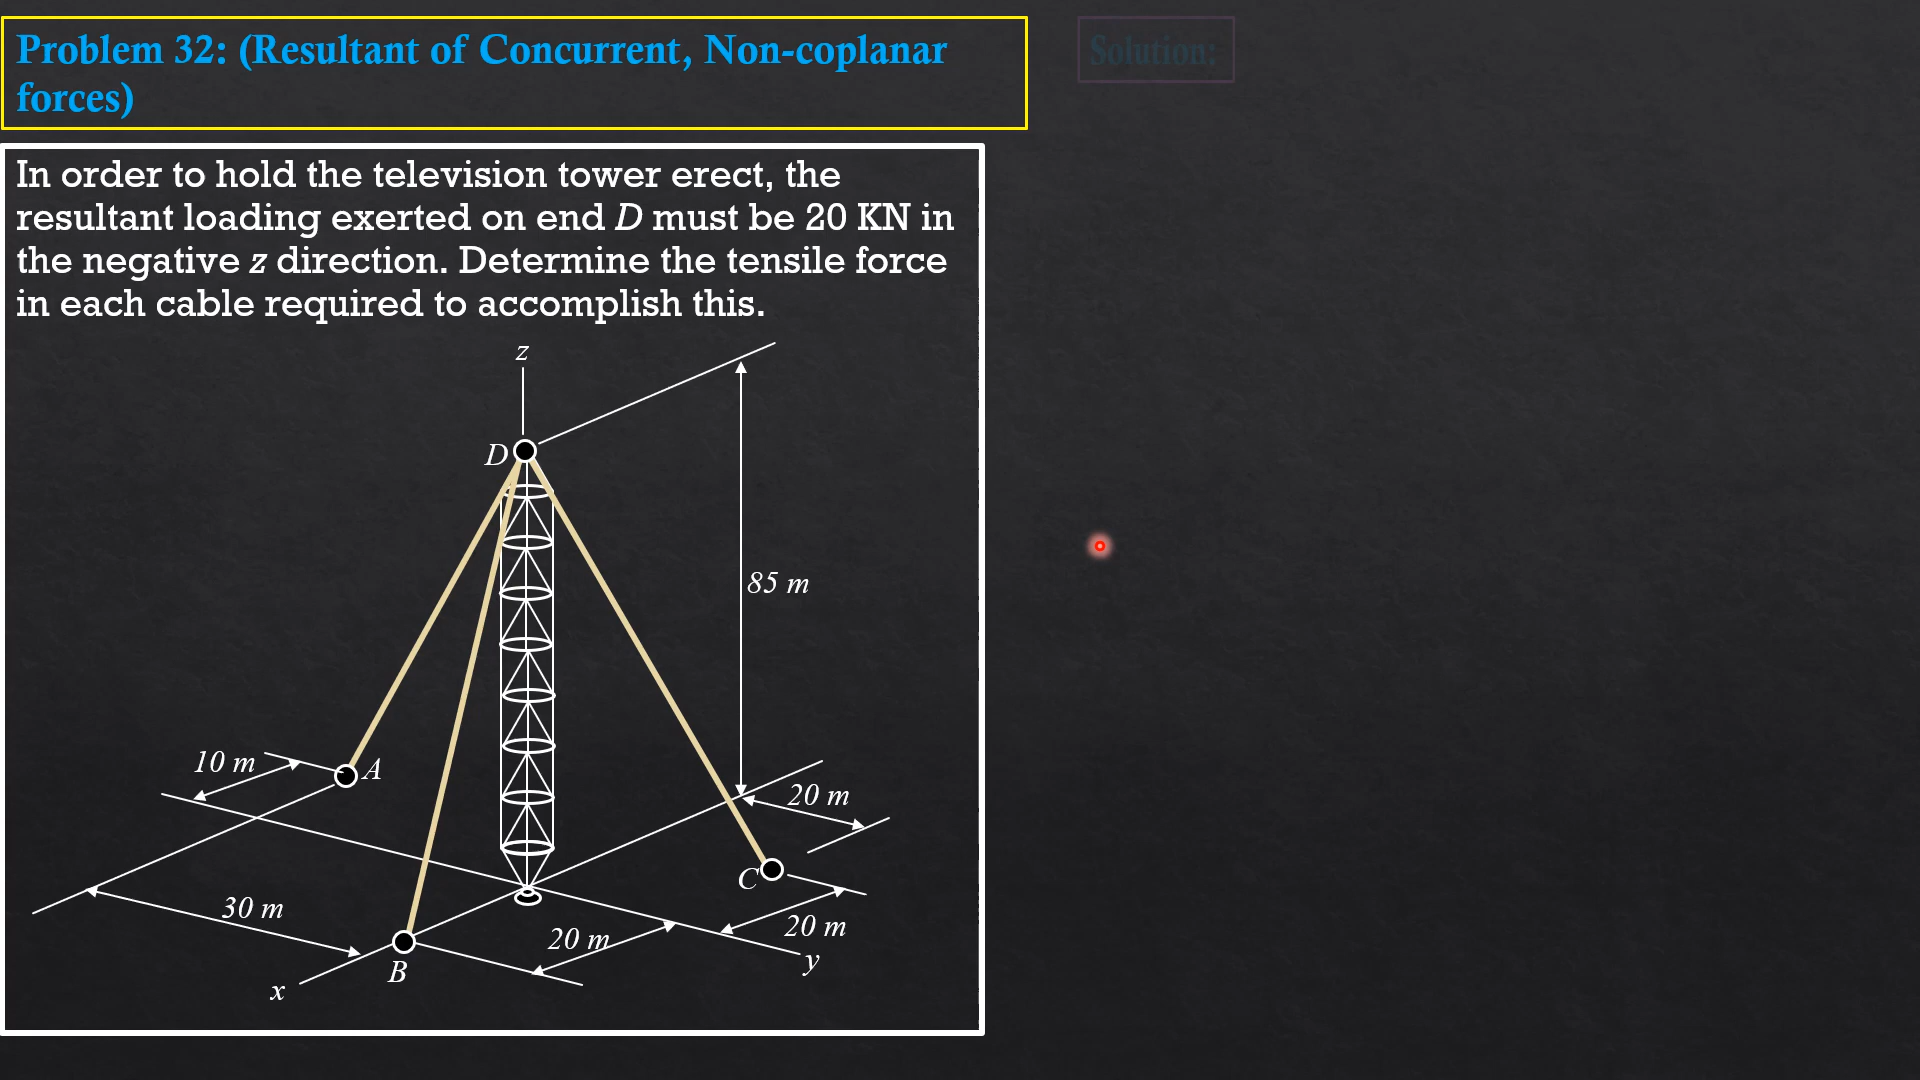 Problem 32: (Resultant of Concurrent, Non-coplanar
forces)
Solution:
In order to hold the television tower erect, the
resultant loading exerted on end D must be 20 KN in
the negative z direction. Determine the tensile force
in each cable required to accomplish this.
z
D
85 m
10 m
A
20 m
C
30 m
20 m
20 m
B
y
x